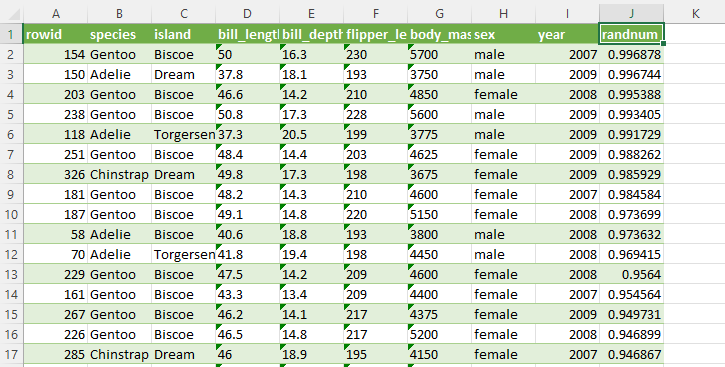 A B C D E F G H I J K
1 rowid species island bill_length bill_depth flipper_le body_mas sex year randnum
2 154 Gentoo Biscoe 50 16.3 230 5700 male 2007 0.996878
3 150 Adelie Dream 37.8 18.1 193 3750 male 2009 0.996744
4 203 Gentoo Biscoe 46.6 14.2 210 4850 female 2008 0.995388
5 238 Gentoo Biscoe 50.8 17.3 228 5600 male 2009 0.993405
6 118 Adelie Torgersen 37.3 20.5 199 3775 male 2009 0.991729
7 251 Gentoo Biscoe 48.4 14.4 203 4625 female 2009 0.988262
8 326 Chinstrap Dream 49.8 17.3 198 3675 female 2009 0.985929
9 181 Gentoo Biscoe 48.2 14.3 210 4600 female 2007 0.984584
10 187 Gentoo Biscoe 49.1 14.8 220 5150 female 2008 0.973699
11 58 Adelie Biscoe 40.6 18.8 193 3800 male 2008 0.973632
12 70 Adelie Torgersen 41.8 19.4 198 4450 male 2008 0.969415
13 229 Gentoo Biscoe 47.5 14.2 209 4600 female 2008 0.9564
14 161 Gentoo Biscoe 43.3 13.4 209 4400 female 2007 0.954564
15 267 Gentoo Biscoe 46.2 14.1 217 4375 female 2009 0.949731
16 226 Gentoo Biscoe 46.5 14.8 217 5200 female 2008 0.946899
17 285 Chinstrap Dream 46 18.9 195 4150 female 2007 0.946867